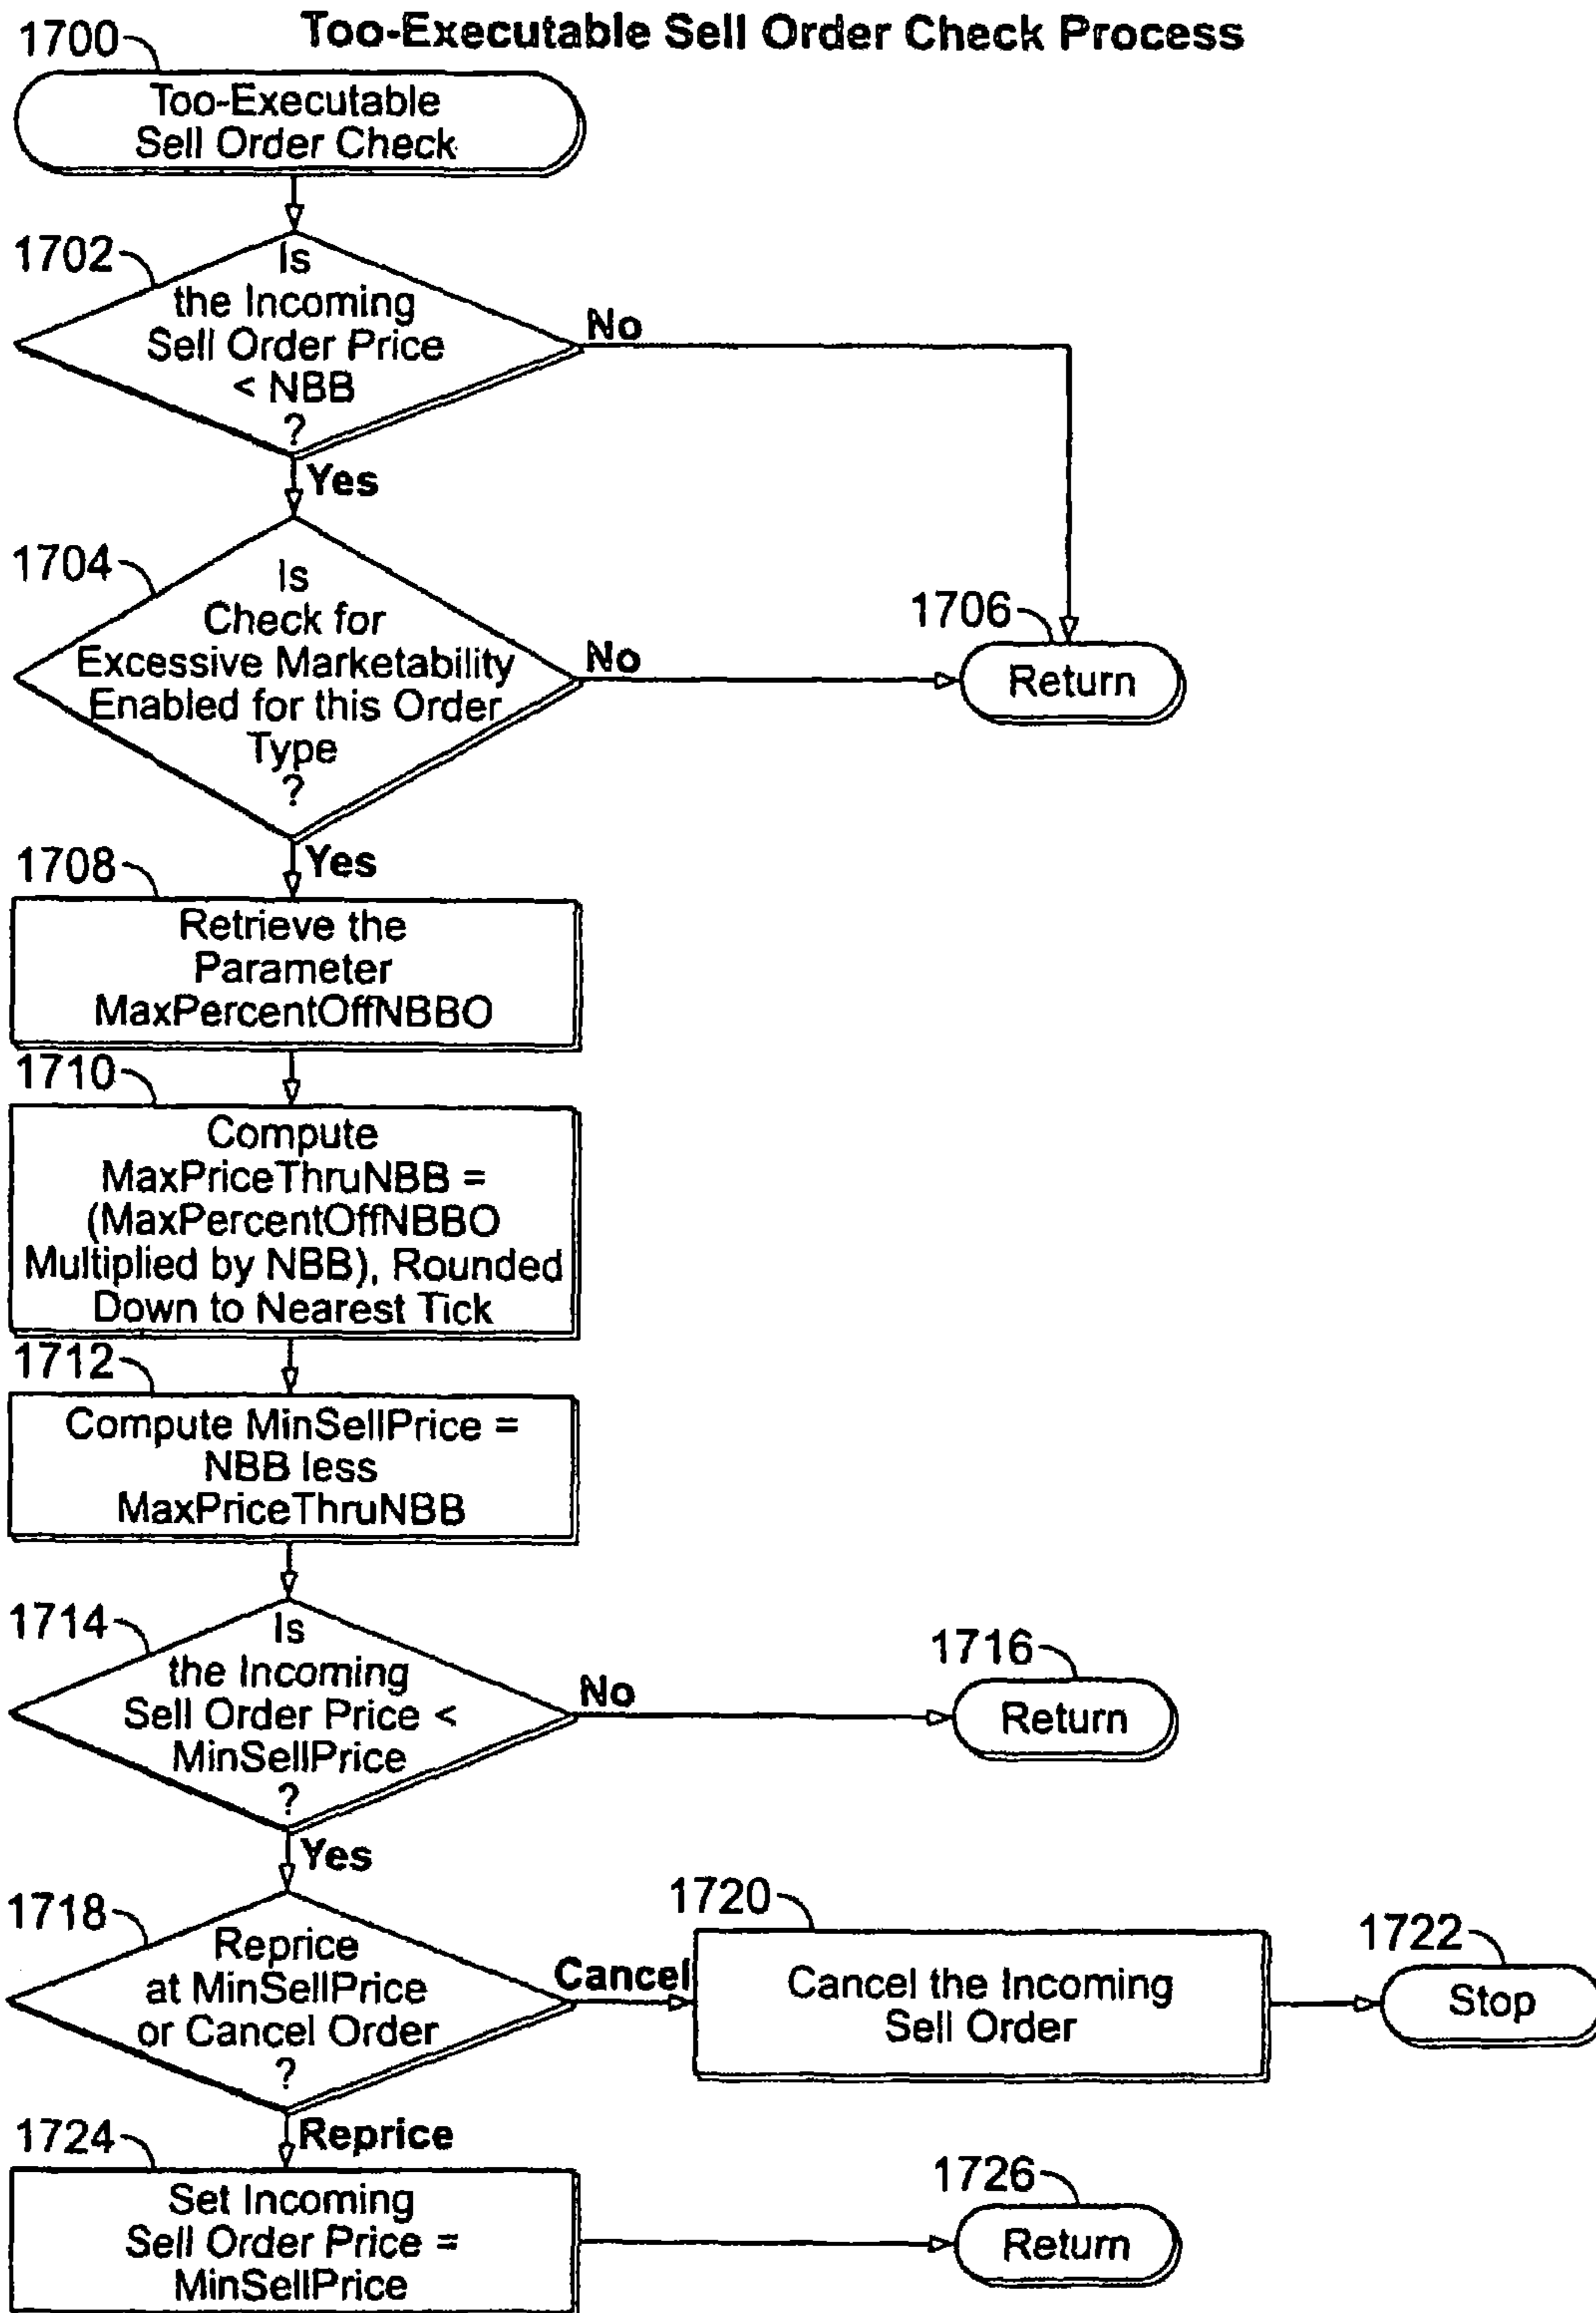 Too-Executable Sell Order Check Process
1700
Too-Executable
Sell Order Check
1702
Is
the Incoming
Sell Order Price
< NBB
?
No
Yes
1704
Is
Check for
Excessive Marketability
Enabled for this Order
Type
?
No
1706
Return
Yes
1708
Retrieve the
Parameter
MaxPercentOffNBBO
1710
Compute
MaxPriceThruNBB =
(MaxPercentOffNBBO
Multiplied by NBB), Rounded
Down to Nearest Tick
1712
Compute MinSellPrice =
NBB less
MaxPriceThruNBB
1714
Is
the Incoming
Sell Order Price <
MinSellPrice
?
No
1716
Return
Yes
1718
Reprice
at MinSellPrice
or Cancel Order
?
Cancel
1720
Cancel the Incoming
Sell Order
1722
Stop
Reprice
1724
Set Incoming
Sell Order Price =
MinSellPrice
1726
Return